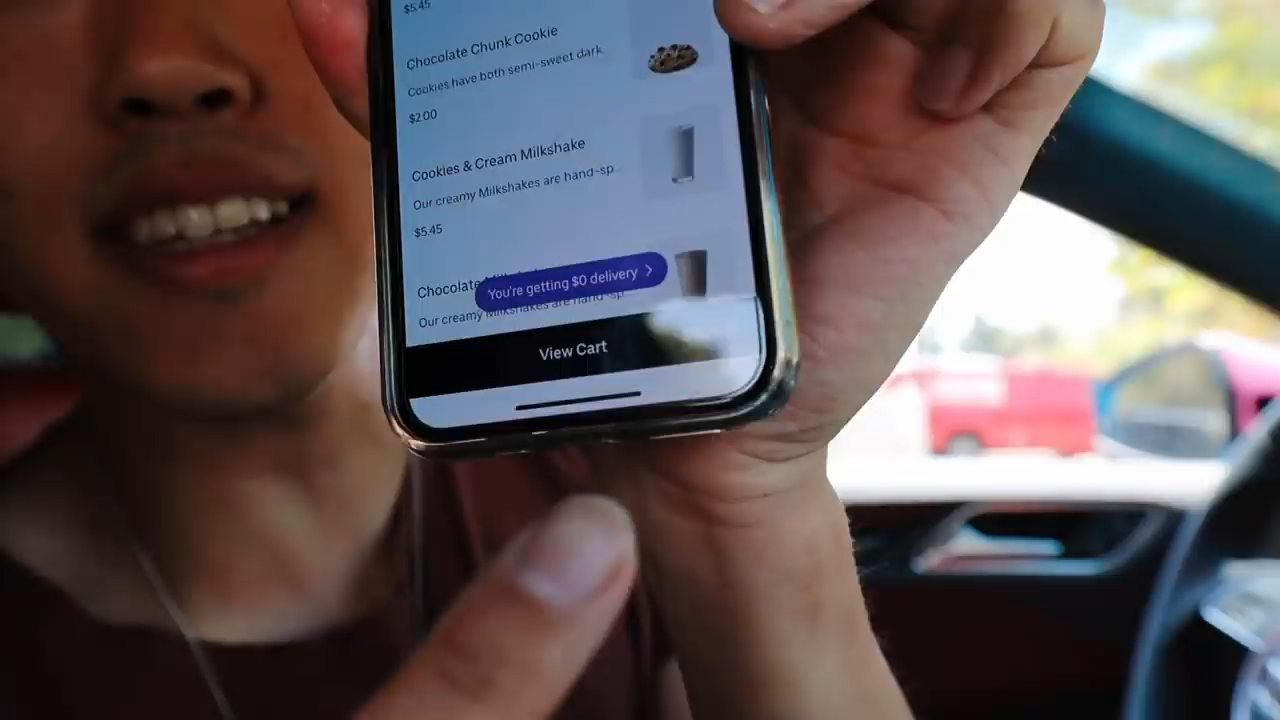 $5.45
Chocolate Chunk Cookie
Cookies have both semi-sweet dark
$2.00
Cookies & Cream Milkshake
Our creamy Milkshakes are hand-sp...
$5.45
Chocolate
You're getting $0 delivery
Our creamy Milkshakes are hand-sp...
View Cart